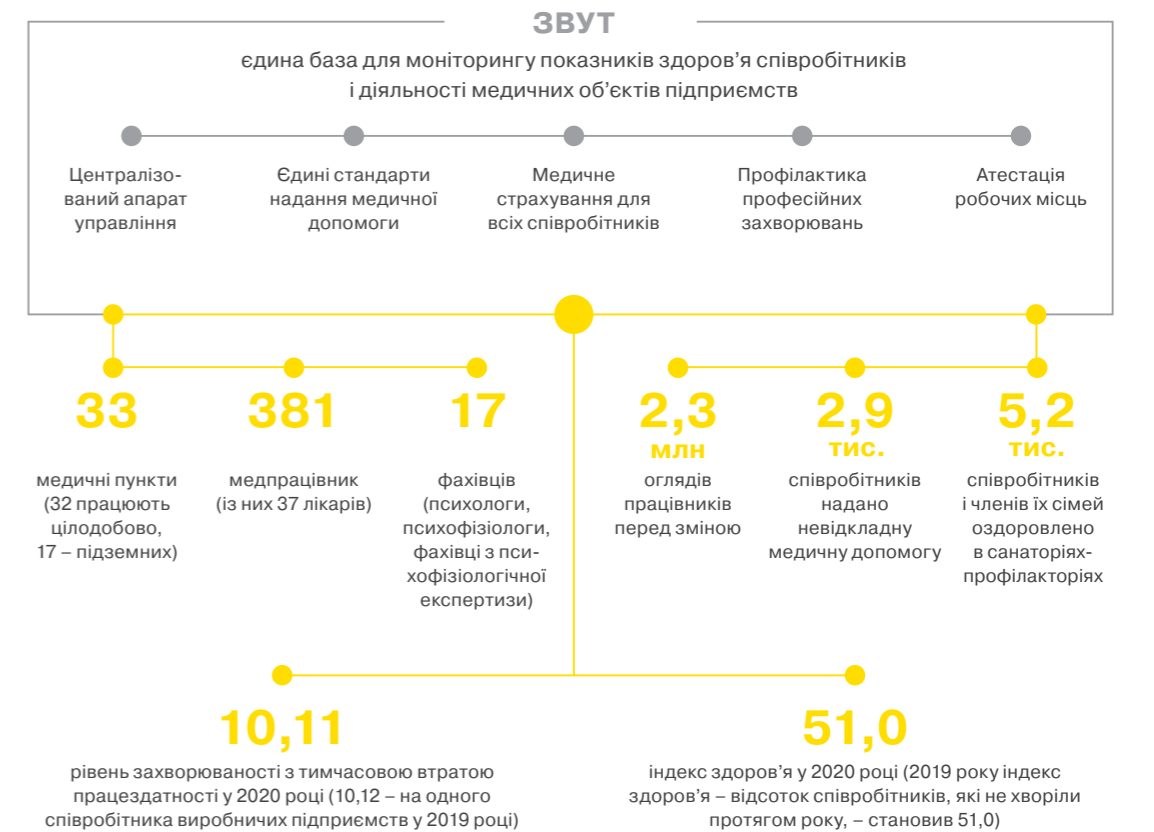 ЗВУТ
єдина база для моніторингу показників здоров’я співробітників
і діяльності медичних об’єктів підприємств
Централізо-
ваний апарат
управління
Єдині стандарти
надання медичної
допомоги
Медичне
страхування для
всіх співробітників
Профілактика
професійних
захворювань
Атестація
робочих місць
33
медичні пункти
(32 працюють
цілодобово,
17 – підземних)
381
медпрацівник
(із них 37 лікарів)
17
фахівців
(психологи,
психофізіологи,
фахівці з пси-
хофізіологічної
експертизи)
2,3
млн
оглядів
працівників
перед зміною
2,9
тис.
співробітників
надано
невідкладну
медичну допомогу
5,2
тис.
співробітників
і членів їх сімей
оздоровлено
в санаторіях-
профілакторіях
10,11
рівень захворюваності з тимчасовою втратою
працездатності у 2020 році (10,12 – на одного
співробітника виробничих підприємств у 2019 році)
51,0
індекс здоров’я у 2020 році (2019 року індекс
здоров’я – відсоток співробітників, які не хворіли
протягом року, – становив 51,0)